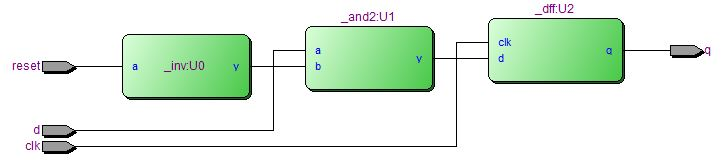 _dff:U2
_and2:U1
clk
a
q
q
reset
a
_inv:U0
y
b
y
d
d
clk